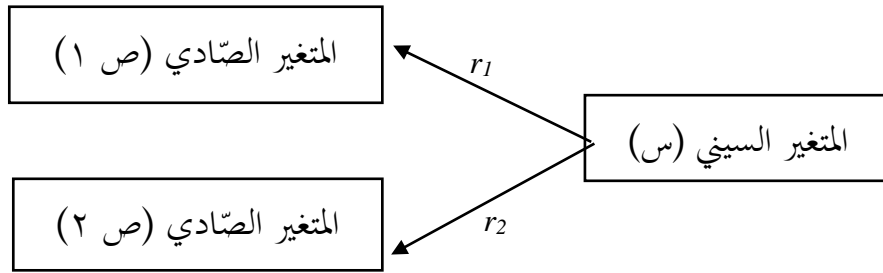 المتغير الصّادي (ص ١)
r1
المتغير السيني (س)
المتغير الصّادي (ص ٢)
r2